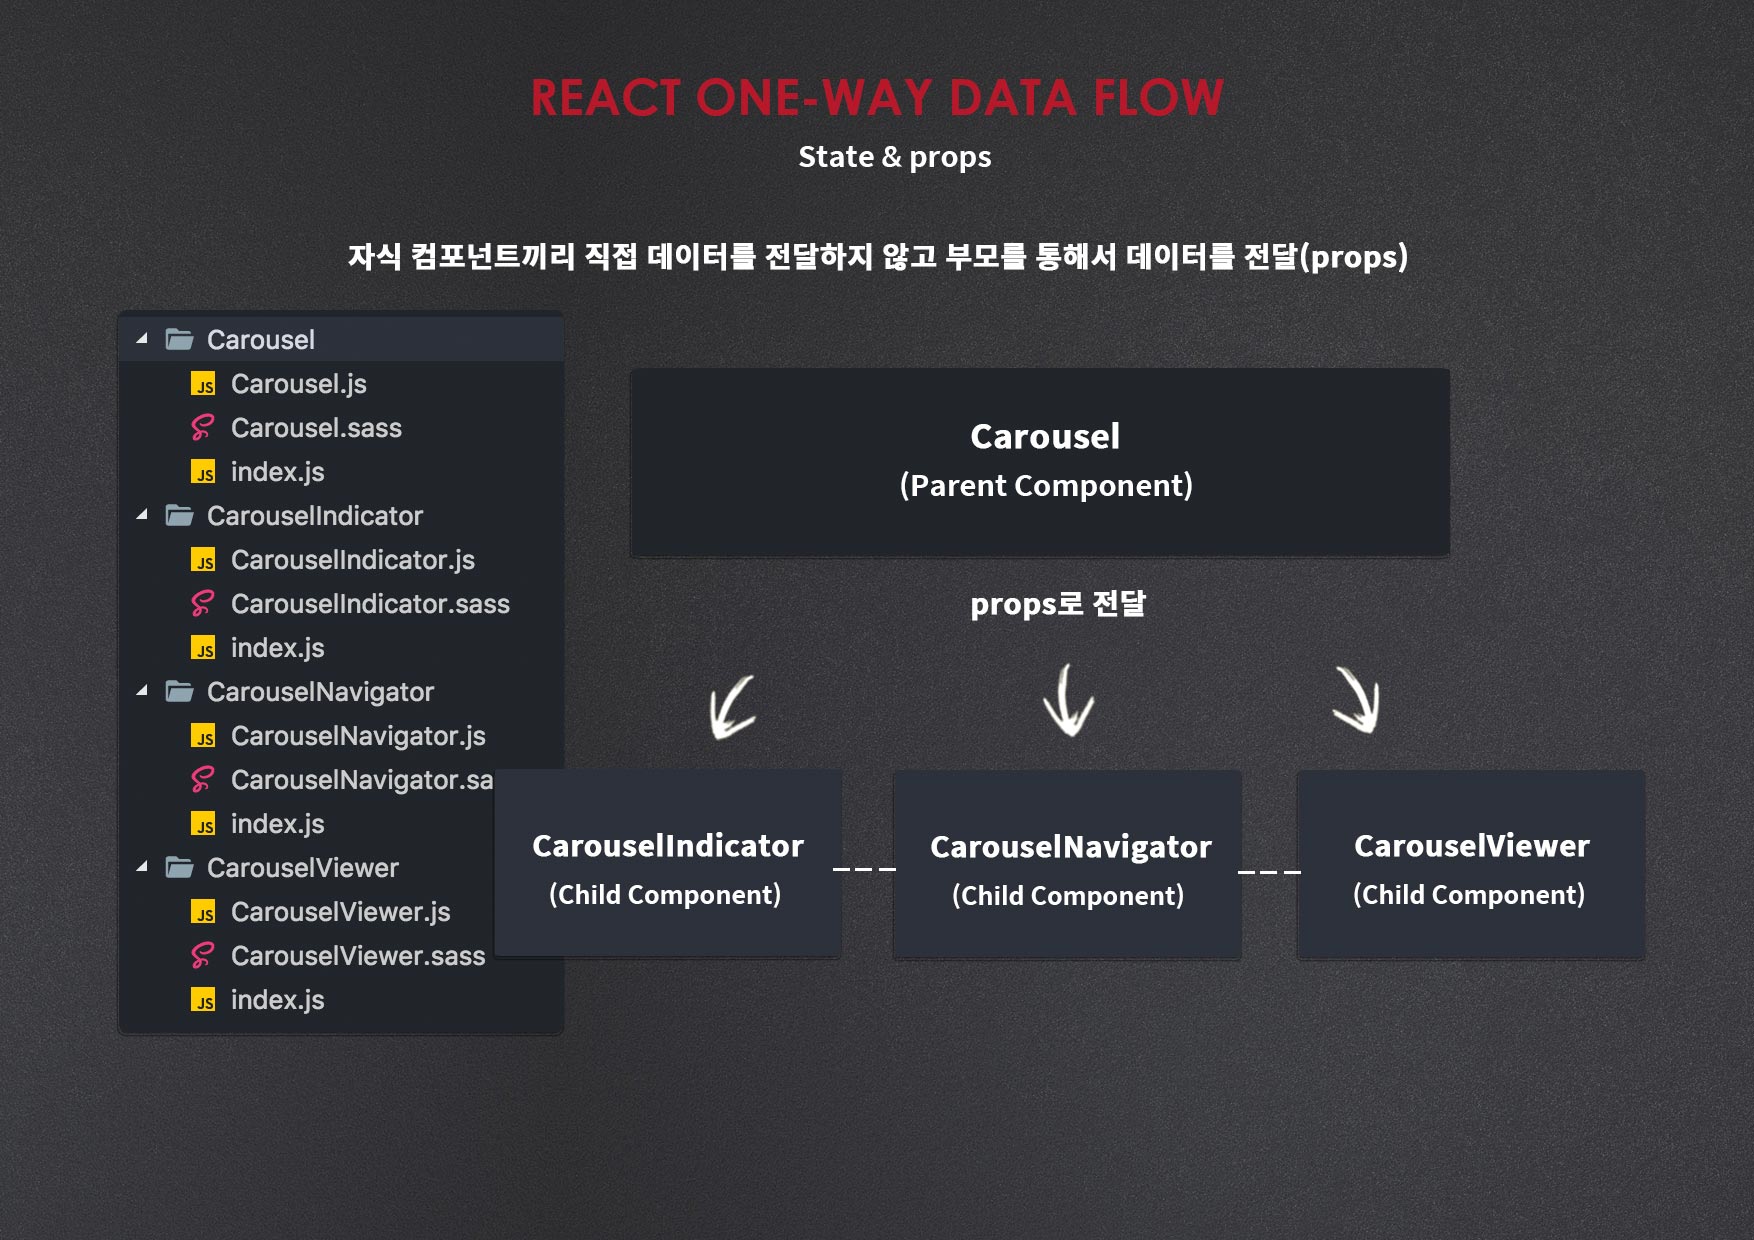 REACT ONE-WAY DATA FLOW
State & props
자식 컴포넌트끼리 직접 데이터를 전달하지 않고 부모를 통해서 데이터를 전달(props)
Carousel
JS Carousel.js
Carousel.sass
JS index.js
CarouselIndicator
JS CarouselIndicator.js
CarouselIndicator.sass
JS index.js
CarouselNavigator
JS CarouselNavigator.js
CarouselNavigator.sa
JS index.js
CarouselViewer
JS CarouselViewer.js
CarouselViewer.sass
JS index.js
Carousel
(Parent Component)
props로 전달
CarouselIndicator
(Child Component)
CarouselNavigator
(Child Component)
CarouselViewer
(Child Component)